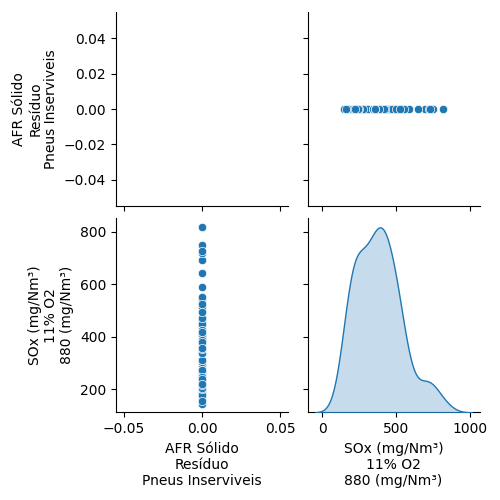 0.04
0.02
0.00
−0.02
−0.04
AFR Sólido
Resíduo
Pneus Inserviveis
800
600
400
200
SOx (mg/Nm³)
11% O2
880 (mg/Nm³)
−0.05
0.00
0.05
AFR Sólido
Resíduo
Pneus Inserviveis
0
500
1000
SOx (mg/Nm³)
11% O2
880 (mg/Nm³)